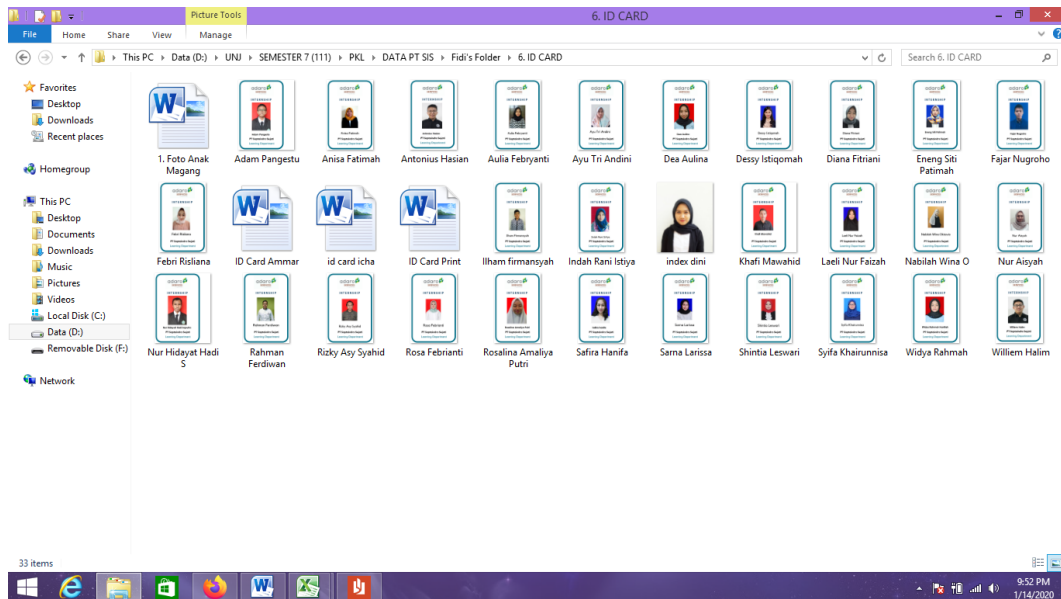 Picture Tools
6. ID CARD
File Home Share View Manage
This PC Data (D:) UNJ SEMESTER 7 (111) PKL DATA PT SIS Fidi's Folder 6. ID CARD
Search 6. ID CARD
Favorites
Desktop
Downloads
Recent places
Homegroup
This PC
Desktop
Documents
Downloads
Music
Pictures
Videos
Local Disk (C:)
Data (D:)
Removable Disk (F:)
Network
1. Foto Anak Magang
Adam Pangestu
Anisa Fatimah
Antonius Hasian
Aulia Febryanti
Ayu Tri Andini
Dea Aulina
Dessy Istiqomah
Diana Fitriani
Eneng Siti Patimah
Fajar Nugroho
Febri Risliana
ID Card Ammar
id card icha
ID Card Print
Ilham firmansyah
Indah Rani Istiya
index dini
Khafi Mawahid
Laeli Nur Faizah
Nabilah Wina O
Nur Aisyah
Nur Hidayat Hadi S
Rahman Ferdiwan
Rizky Asy Syahid
Rosa Febrianti
Rosalina Amaliya Putri
Safira Hanifa
Sarna Larissa
Shintia Leswari
Syifa Khairunnisa
Widya Rahmah
Williem Halim
33 items
9:52 PM
1/14/2020